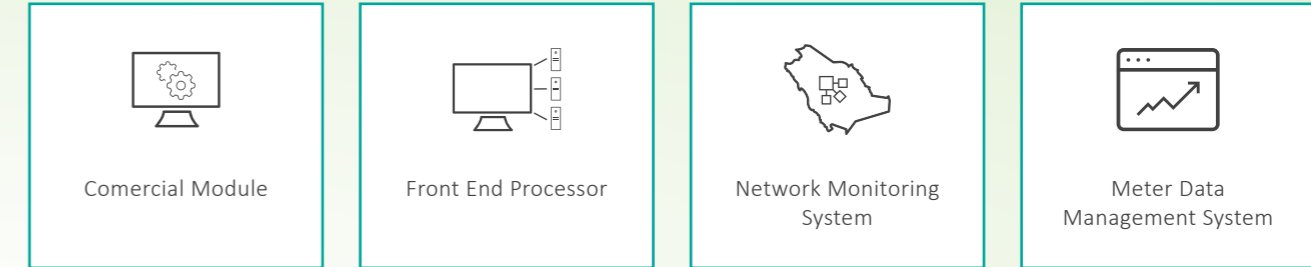 Comercial Module
Front End Processor
Network Monitoring
System
Meter Data
Management System